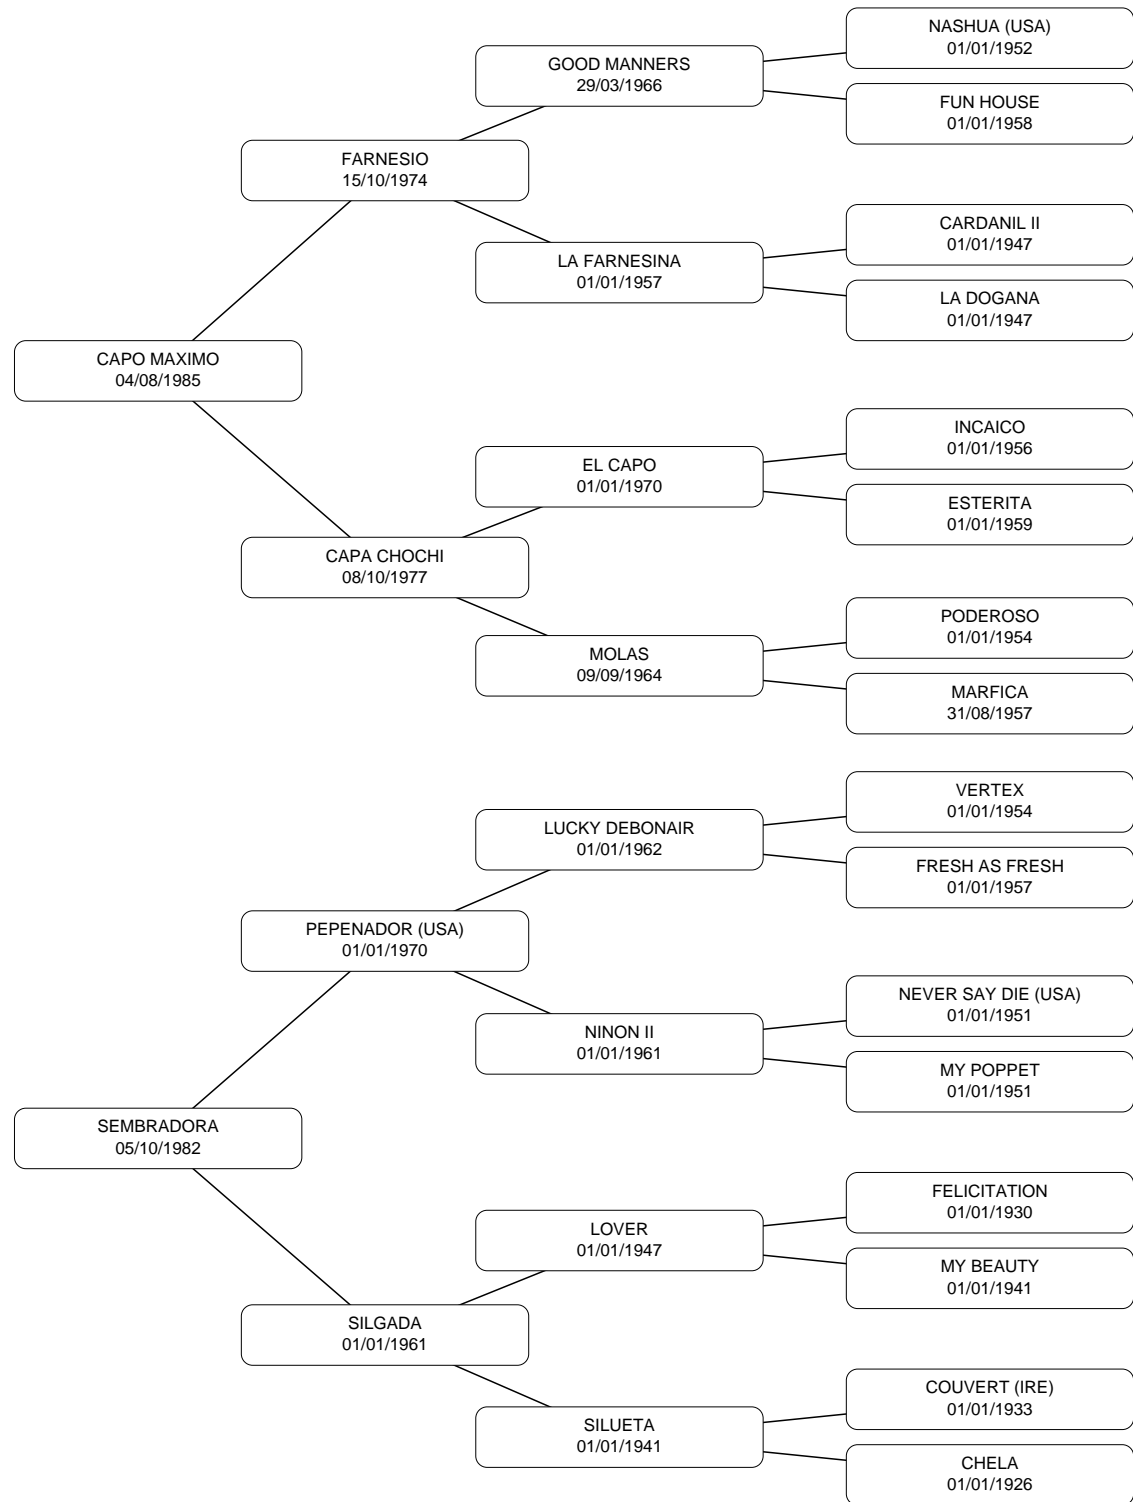 NASHUA (USA)
01/01/1952
GOOD MANNERS
29/03/1966
FUN HOUSE
01/01/1958
FARNESIO
15/10/1974
CARDANIL II
01/01/1947
LA FARNESINA
01/01/1957
LA DOGANA
01/01/1947
CAPO MAXIMO
04/08/1985
INCAICO
01/01/1956
EL CAPO
01/01/1970
ESTERITA
01/01/1959
CAPA CHOCHI
08/10/1977
PODEROSO
01/01/1954
MOLAS
09/09/1964
MARFICA
31/08/1957
VERTEX
01/01/1954
LUCKY DEBONAIR
01/01/1962
FRESH AS FRESH
01/01/1957
PEPENADOR (USA)
01/01/1970
NEVER SAY DIE (USA)
01/01/1951
NINON II
01/01/1961
MY POPPET
01/01/1951
SEMBRADORA
05/10/1982
FELICITATION
01/01/1930
LOVER
01/01/1947
MY BEAUTY
01/01/1941
SILGADA
01/01/1961
COUVERT (IRE)
01/01/1933
SILUETA
01/01/1941
CHELA
01/01/1926